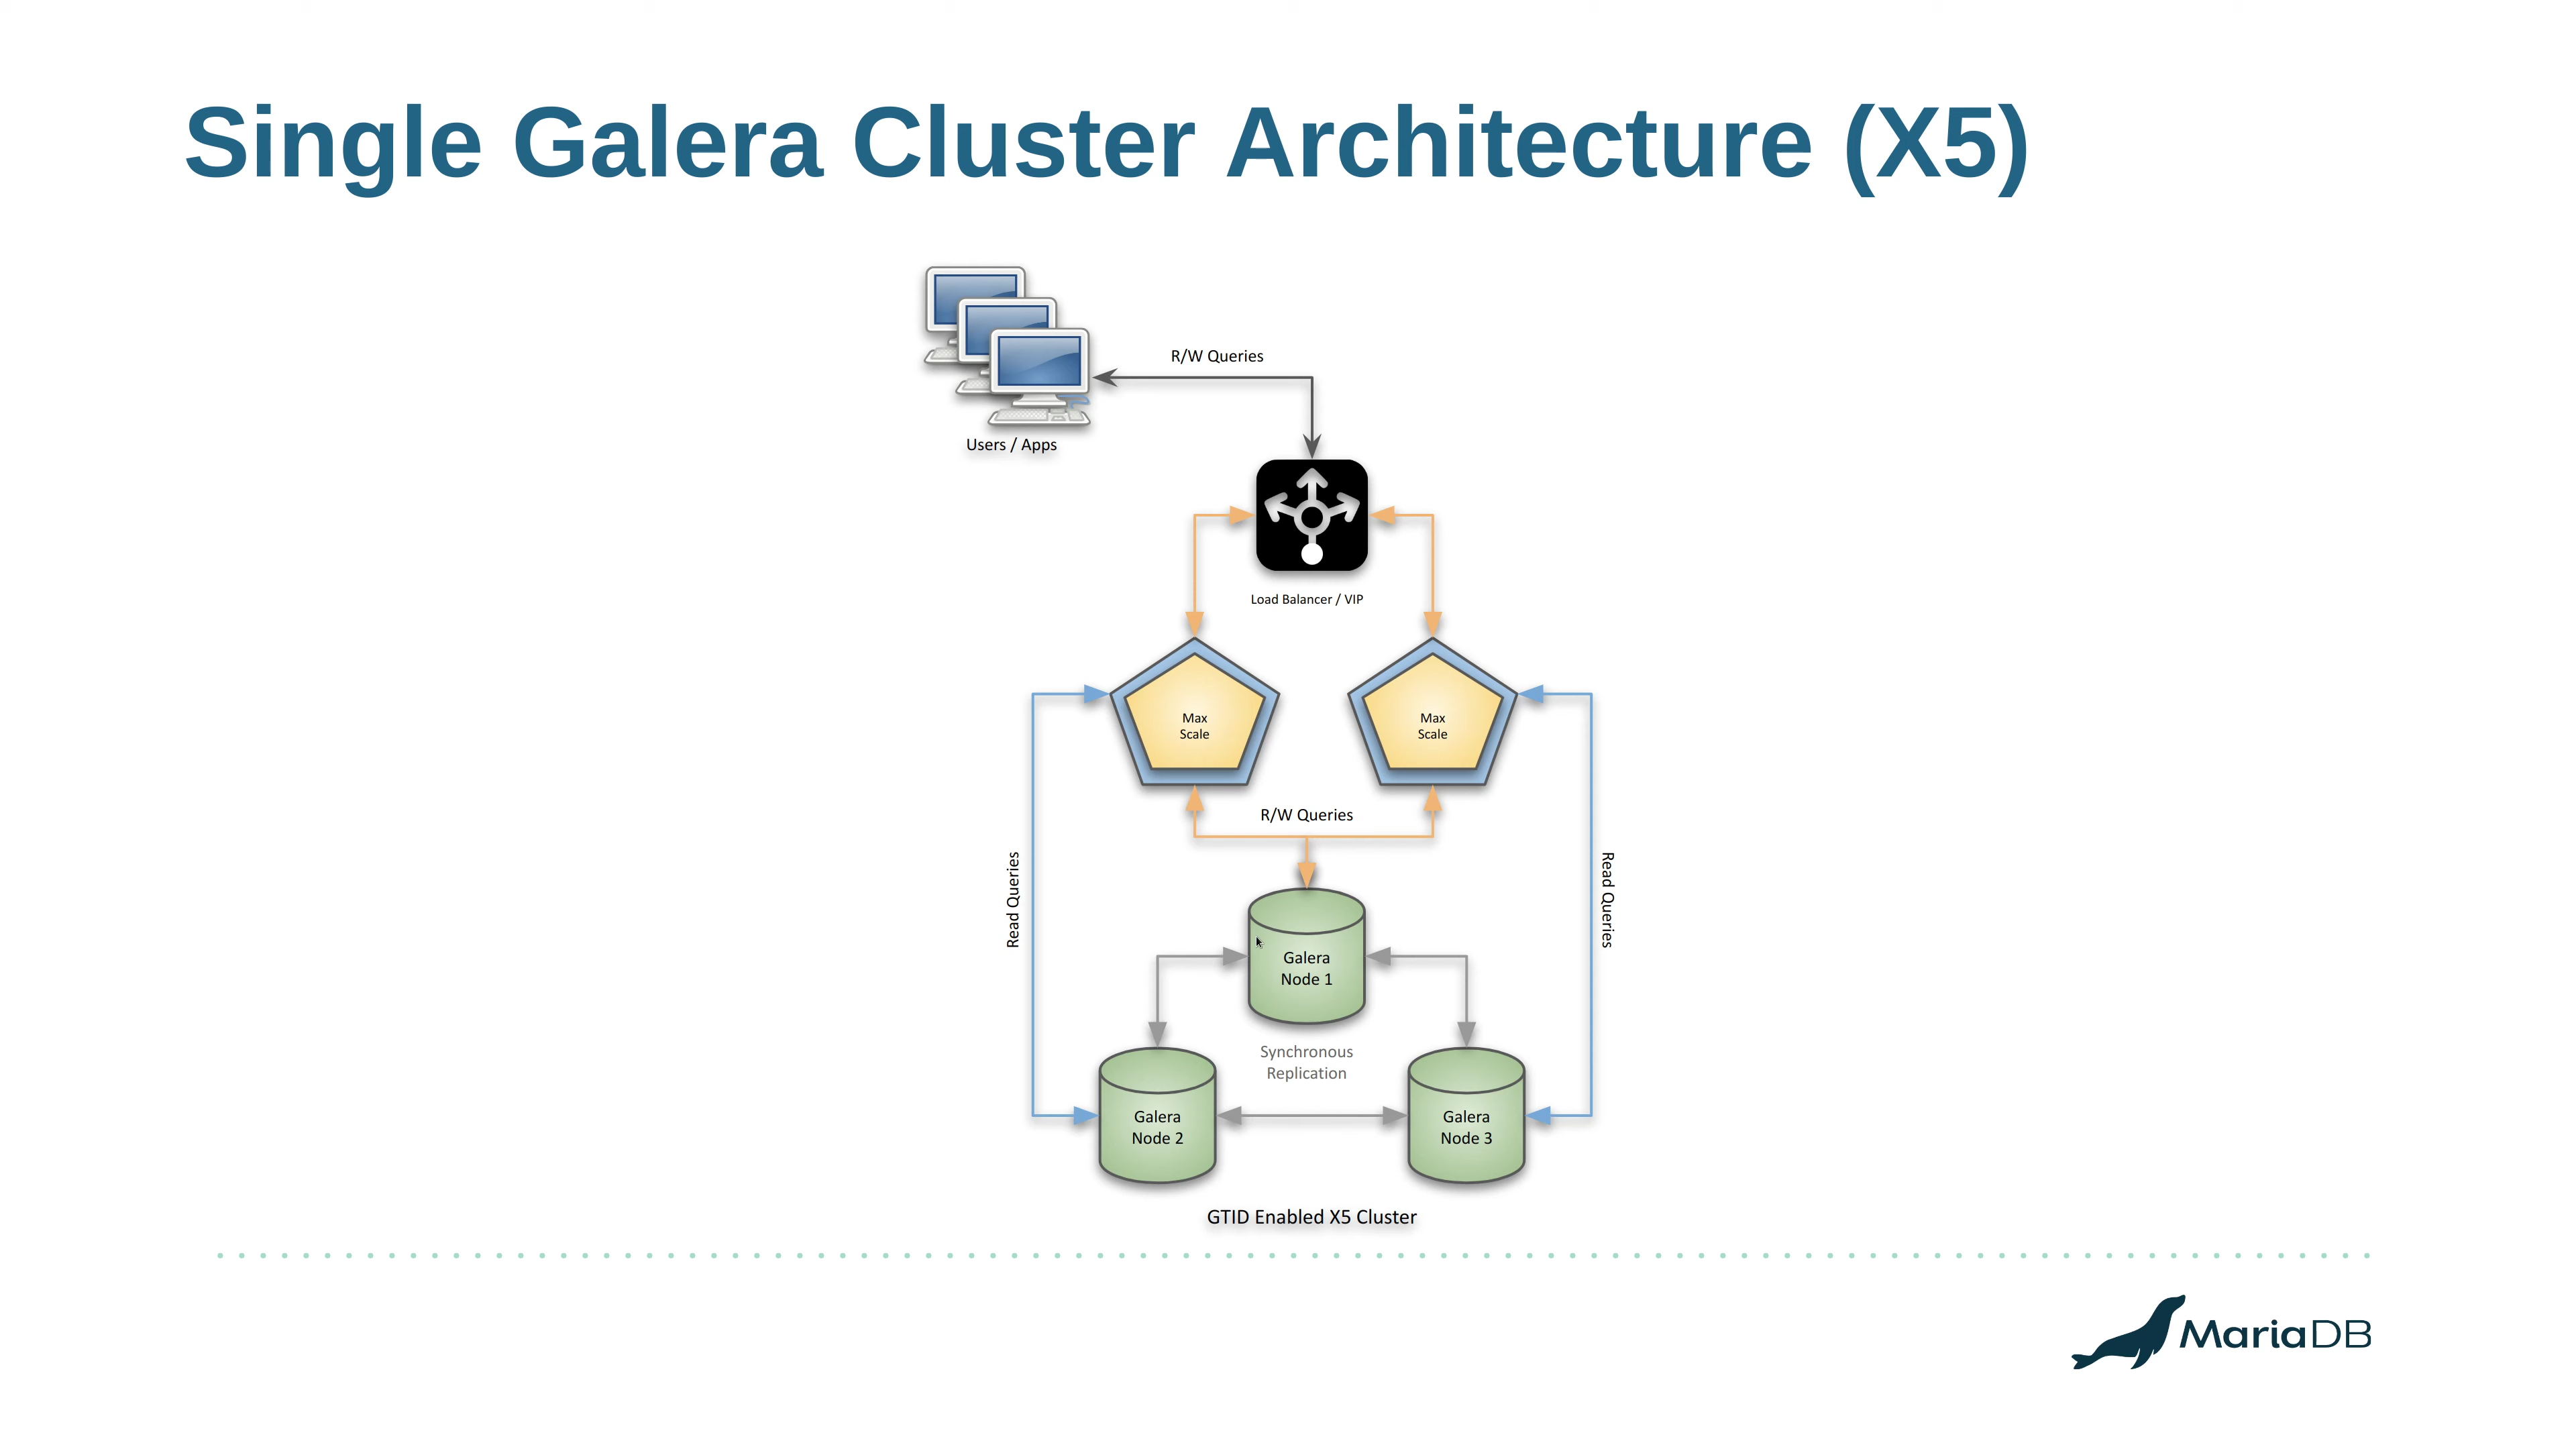 Single Galera Cluster Architecture (X5)
R/W Queries
Users / Apps
Load Balancer / VIP
Max
Scale
Max
Scale
R/W Queries
Read Queries
Read Queries
Galera
Node 1
Synchronous
Replication
Galera
Node 2
Galera
Node 3
GTID Enabled X5 Cluster
MariaDB